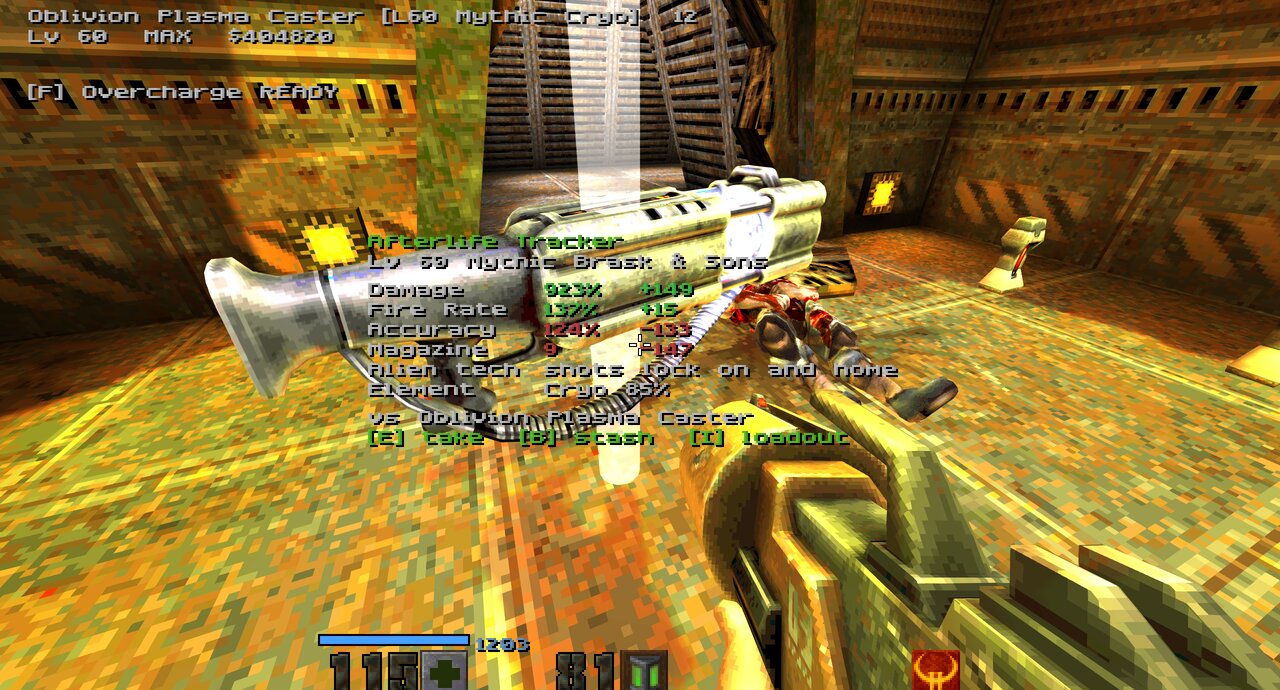 Oblivion Plasma Caster [L60 Mythic Cryo] 12
Lv 60 MAX $404820
[F] Overcharge READY
Afterlife Tracker
Lv 69 Mythic Brask & Sons
Damage 923% +149
Fire Rate 137% +15
Accuracy 124% -133
Magazine 9 -147
Alien tech shots lock on and home
Element Cryo 85%
vs Oblivion Plasma Caster
[E] take [B] stash [I] loadout
1203
115 81